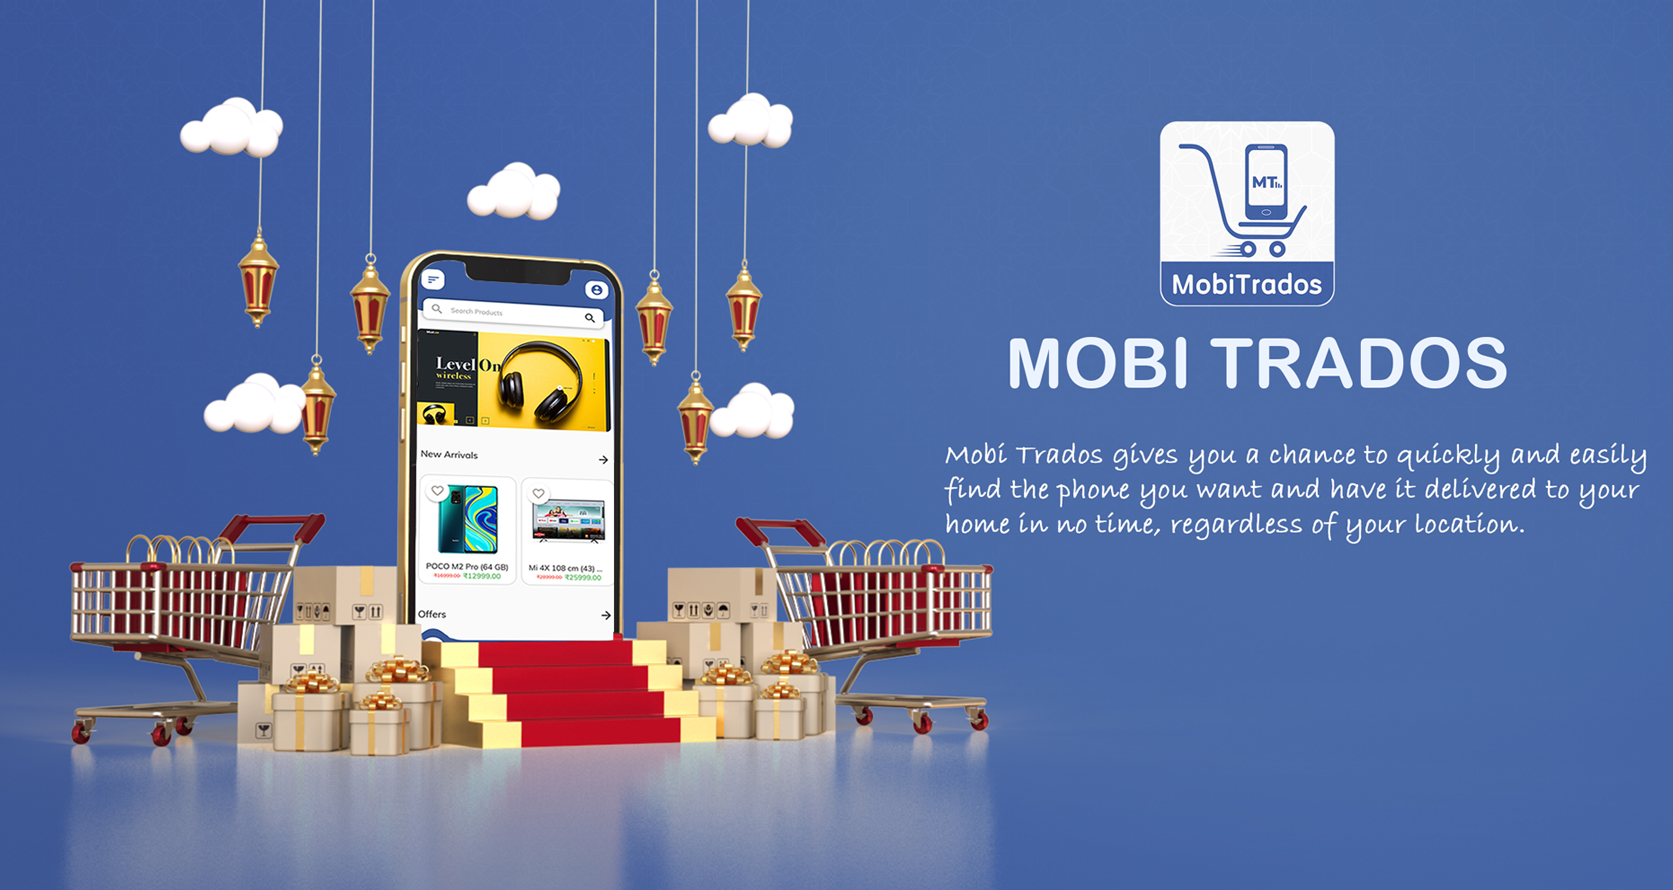 MT
MobiTrados
MOBI TRADOS
Mobi Trados gives you a chance to quickly and easily
find the phone you want and have it delivered to your
home in no time, regardless of your location.
Search Products
Level On
wireless
New Arrivals
POCO M2 Pro (64 GB)
₹12999.00
Mi 4X 108 cm (43) ...
₹25999.00
Offers